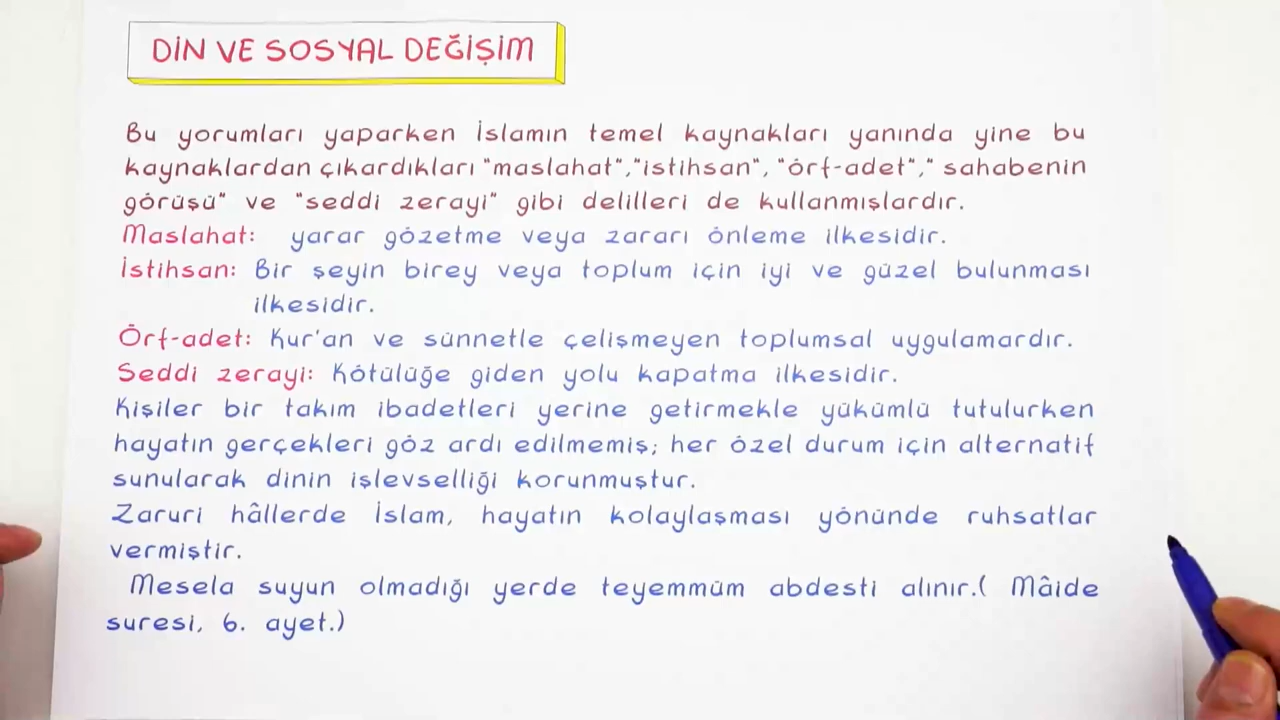 DİN VE SOSYAL DEĞİŞİM
Bu yorumları yaparken İslamın temel kaynakları yanında yine bu
kaynaklardan çıkardıkları "maslahat","istihsan", "örf-adet"," sahabenin
görüşü" ve "seddi zerayi" gibi delilleri de kullanmışlardır.
Maslahat: yarar gözetme veya zararı önleme ilkesidir.
İstihsan: Bir şeyin birey veya toplum için iyi ve güzel bulunması
ilkesidir.
Örf-adet: Kur'an ve sünnetle çelişmeyen toplumsal uygulamardır.
Seddi zerayi: Kötülüğe giden yolu kapatma ilkesidir.
Kişiler bir takım ibadetleri yerine getirmekle yükümlü tutulurken
hayatın gerçekleri göz ardı edilmemiş; her özel durum için alternatif
sunularak dinin işlevselliği korunmuştur.
Zaruri hâllerde İslam, hayatın kolaylaşması yönünde ruhsatlar
vermiştir.
Mesela suyun olmadığı yerde teyemmüm abdesti alınır.( Mâide
suresi, 6. ayet.)